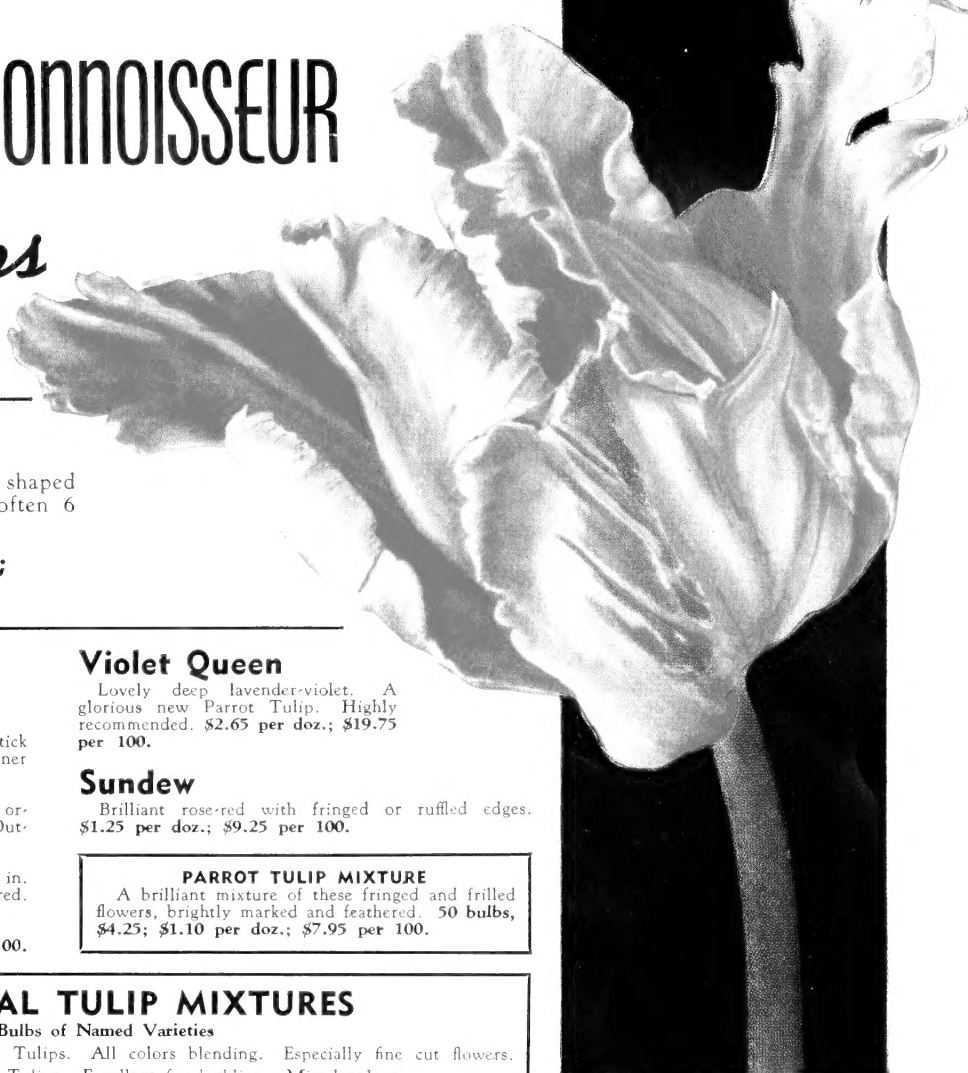 ONNOISSEUR
shaped
often 6
Violet Queen
Lovely deep lavender-violet. A
glorious new Parrot Tulip. Highly
recommended. $2.65 per doz.; $19.75
per 100.
tick
ner
Sundew
Brilliant rose-red with fringed or ruffled edges.
$1.25 per doz.; $9.25 per 100.
or-
Out-
in.
red.
00.
PARROT TULIP MIXTURE
A brilliant mixture of these fringed and frilled
flowers, brightly marked and feathered. 50 bulbs,
$4.25; $1.10 per doz.; $7.95 per 100.
AL TULIP MIXTURES
Bulbs of Named Varieties
Tulips. All colors blending. Especially fine cut flowers.